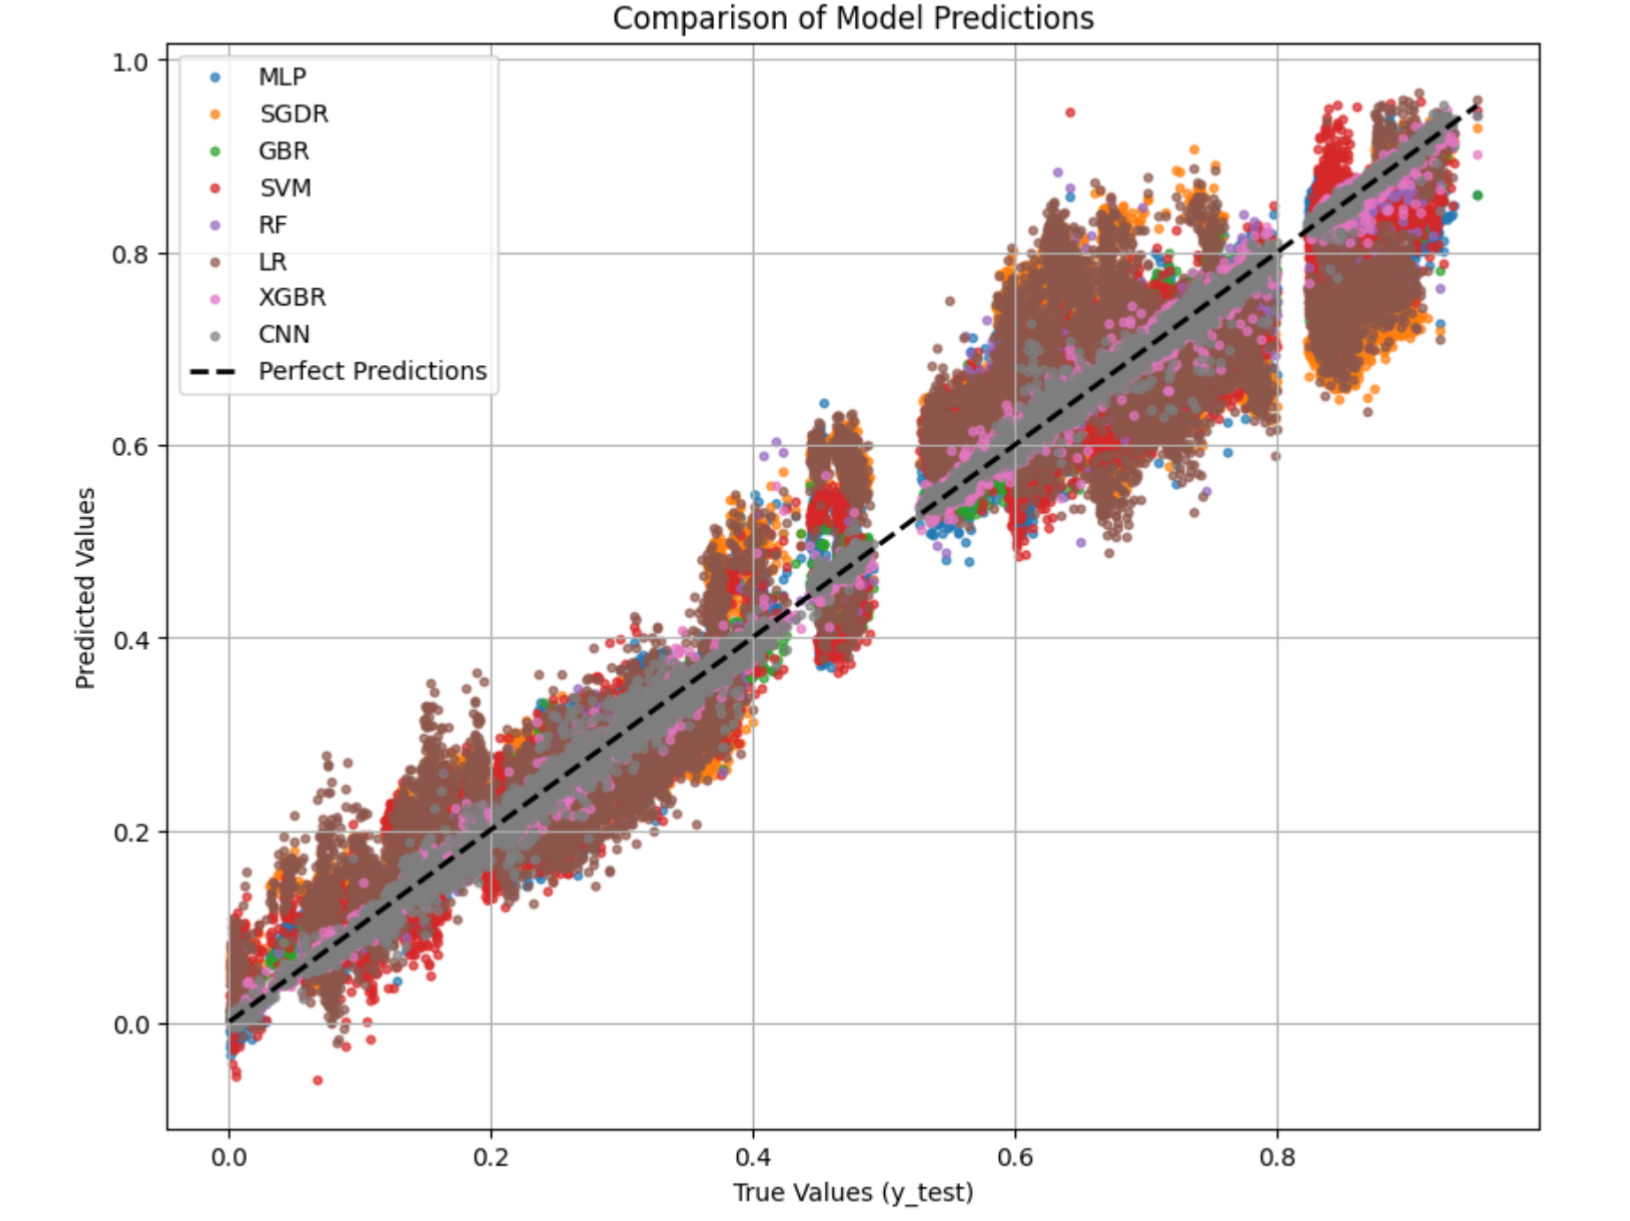 Comparison of Model Predictions
MLP
SGDR
GBR
SVM
RF
LR
XGBR
CNN
Perfect Predictions
1.0
0.8
0.6
0.4
0.2
0.0
Predicted Values
0.0
0.2
0.4
0.6
0.8
True Values (y_test)